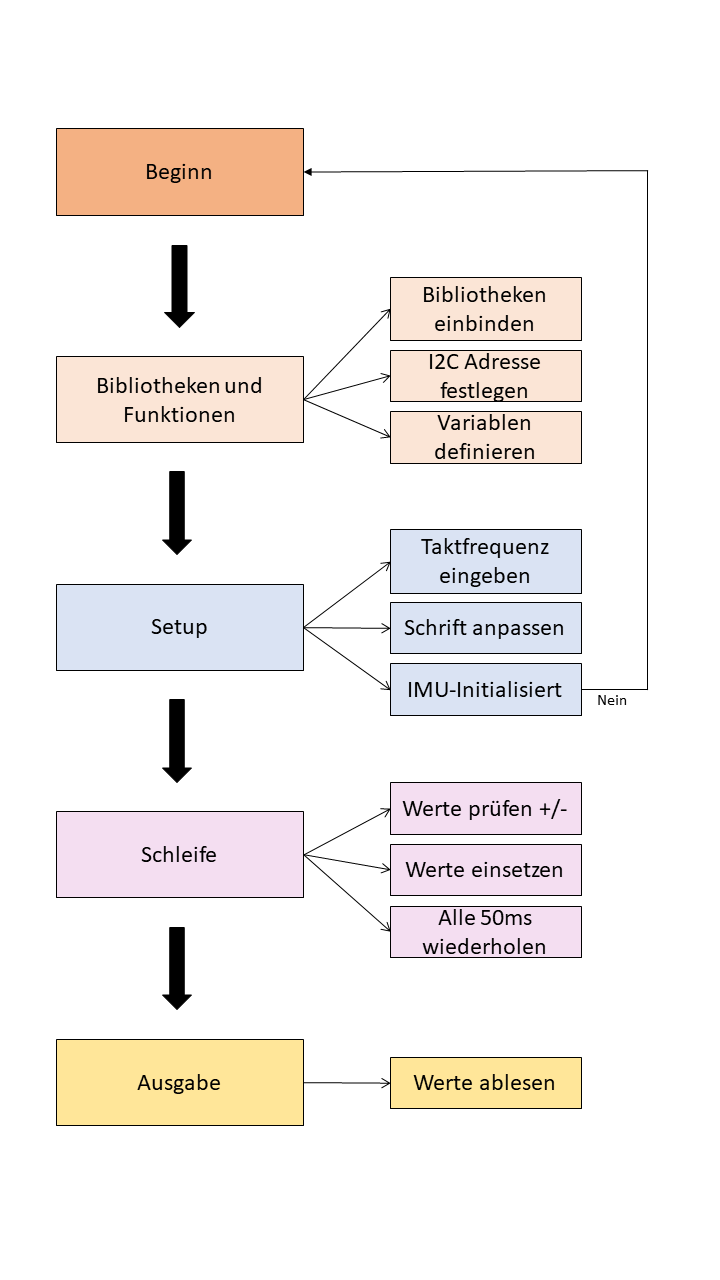 Beginn
Bibliotheken
einbinden
Bibliotheken und
Funktionen
I2C Adresse
festlegen
Variablen
definieren
Taktfrequenz
eingeben
Setup
Schrift anpassen
IMU-Initialisiert
Nein
Werte prüfen +/-
Schleife
Werte einsetzen
Alle 50ms
wiederholen
Ausgabe
Werte ablesen